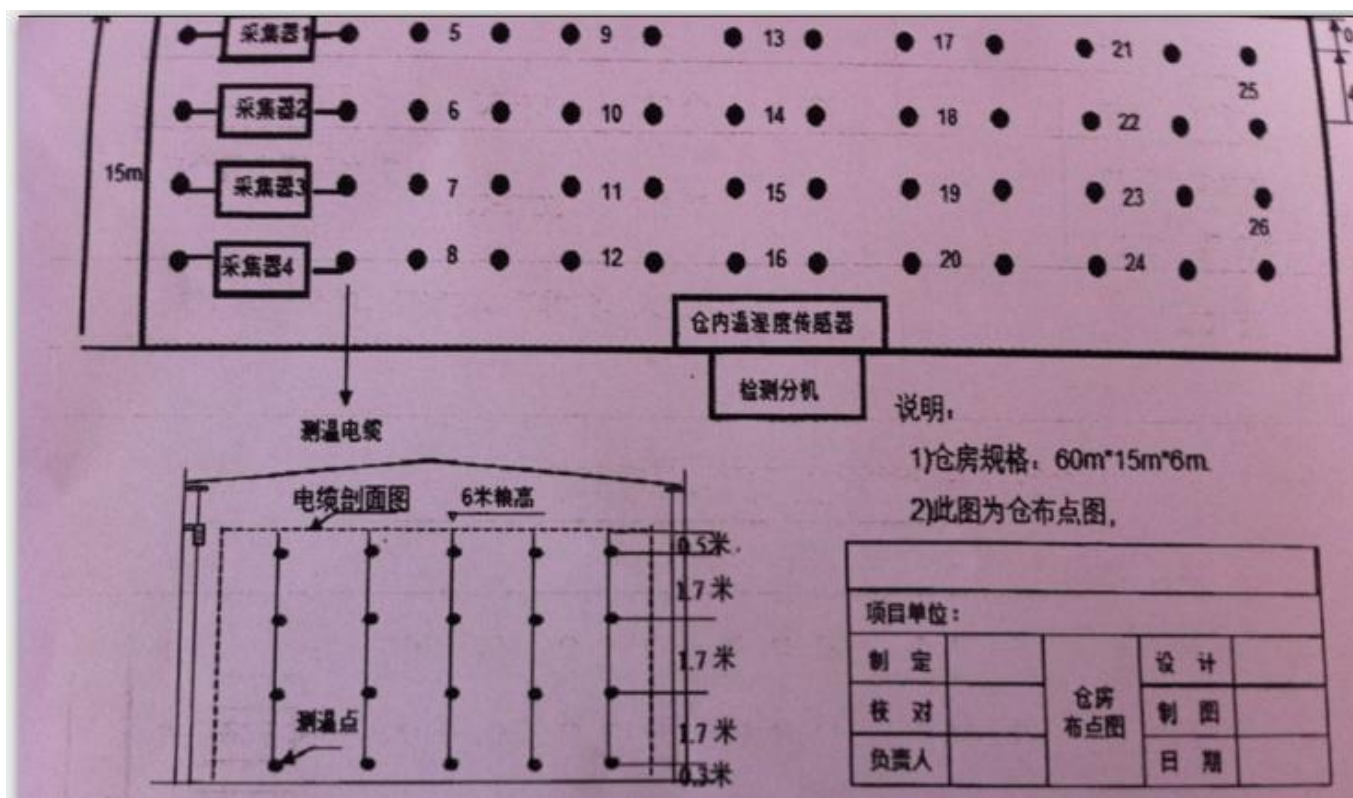 采集器1 5 9 13 17 21
25
采集器2 6 10 14 18 22
15m
采集器3 7 11 15 19 23
26
采集器4 8 12 16 20 24
仓内温湿度传感器
检测分机
测温电缆
说明：
1)仓房规格：60m*15m*6m.
2)此图为仓布点图，
电缆剖面图
6米粮高
0.5米.
1.7米
1.7米
1.7米
0.3米
测温点
项目单位：
制 定
设 计
校 对
仓房
布点图
制 图
负责人
日 期